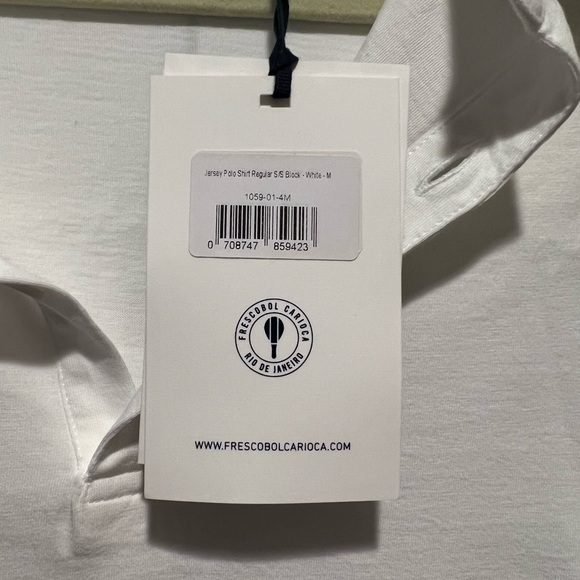 Jersey Polo Shirt Regular S/S Block - White - M
1059-01-4M
0 708747 859423
FRESCOBOL CARIOCA
RIO DE JANEIRO
WWW.FRESCOBOLCARIOCA.COM